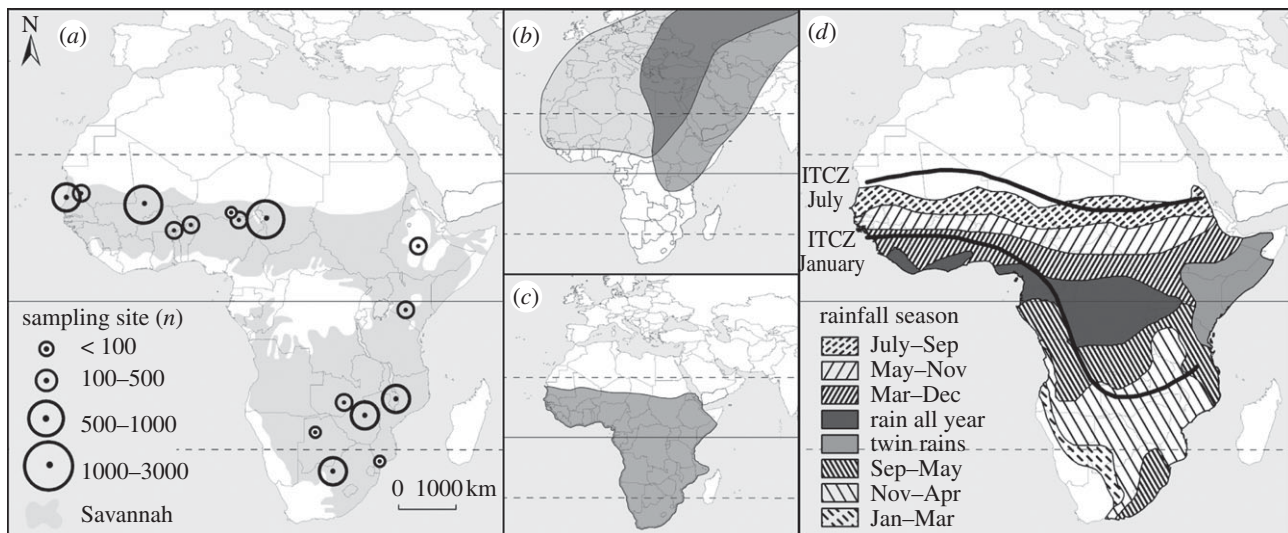 N
(a)
sampling site (n)
< 100
100–500
500–1000
1000–3000
Savannah
0 1000 km
(b)
(c)
(d)
ITCZ
July
ITCZ
January
rainfall season
July–Sep
May–Nov
Mar–Dec
rain all year
twin rains
Sep–May
Nov–Apr
Jan–Mar